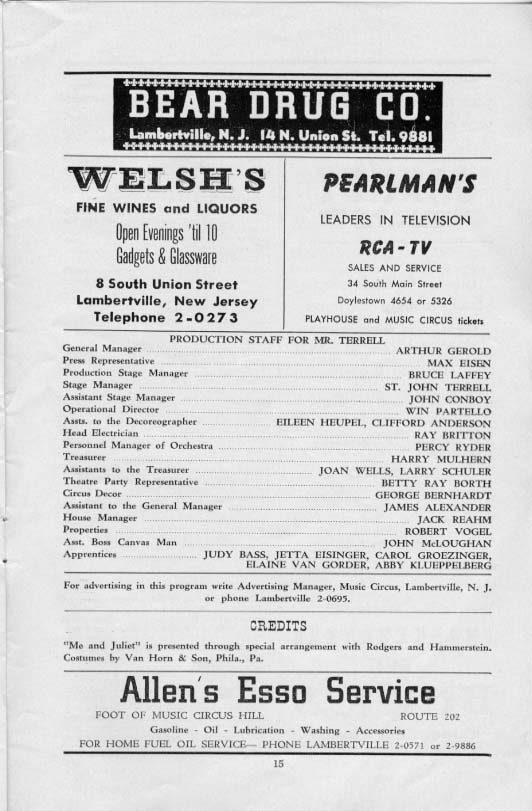 BEAR DRUG CO.
Lambertville, N. J. 14 N. Union St. Tel. 9881
WELSH'S
FINE WINES and LIQUORS
Open Evenings 'til 10
Gadgets & Glassware
8 South Union Street
Lambertville, New Jersey
Telephone 2-0273
PEARLMAN'S
LEADERS IN TELEVISION
RCA - TV
SALES AND SERVICE
34 South Main Street
Doylestown 4654 or 5326
PLAYHOUSE and MUSIC CIRCUS tickets
PRODUCTION STAFF FOR MR. TERRELL
General Manager ARTHUR GEROLD
Press Representative MAX EISEN
Production Stage Manager BRUCE LAFFEY
Stage Manager ST. JOHN TERRELL
Assistant Stage Manager JOHN CONBOY
Operational Director WIN PARTELLO
Assts. to the Decoreographer EILEEN HEUPEL, CLIFFORD ANDERSON
Head Electrician RAY BRITTON
Personnel Manager of Orchestra PERCY RYDER
Treasurer HARRY MULHERN
Assistants to the Treasurer JOAN WELLS, LARRY SCHULER
Theatre Party Representative BETTY RAY BORTH
Circus Decor GEORGE BERNHARDT
Assistant to the General Manager JAMES ALEXANDER
House Manager JACK REAHM
Properties ROBERT VOGEL
Asst. Boss Canvas Man JOHN McLOUGHAN
Apprentices JUDY BASS, JETTA EISINGER, CAROL GROEZINGER,
ELAINE VAN GORDER, ABBY KLUEPPELBERG
For advertising in this program write Advertising Manager, Music Circus, Lambertville, N. J.
or phone Lambertville 2-0695.
CREDITS
"Me and Juliet" is presented through special arrangement with Rodgers and Hammerstein.
Costumes by Van Horn & Son, Phila., Pa.
Allen's Esso Service
FOOT OF MUSIC CIRCUS HILL ROUTE 202
Gasoline - Oil - Lubrication - Washing - Accessories
FOR HOME FUEL OIL SERVICE— PHONE LAMBERTVILLE 2-0571 or 2-9886
15